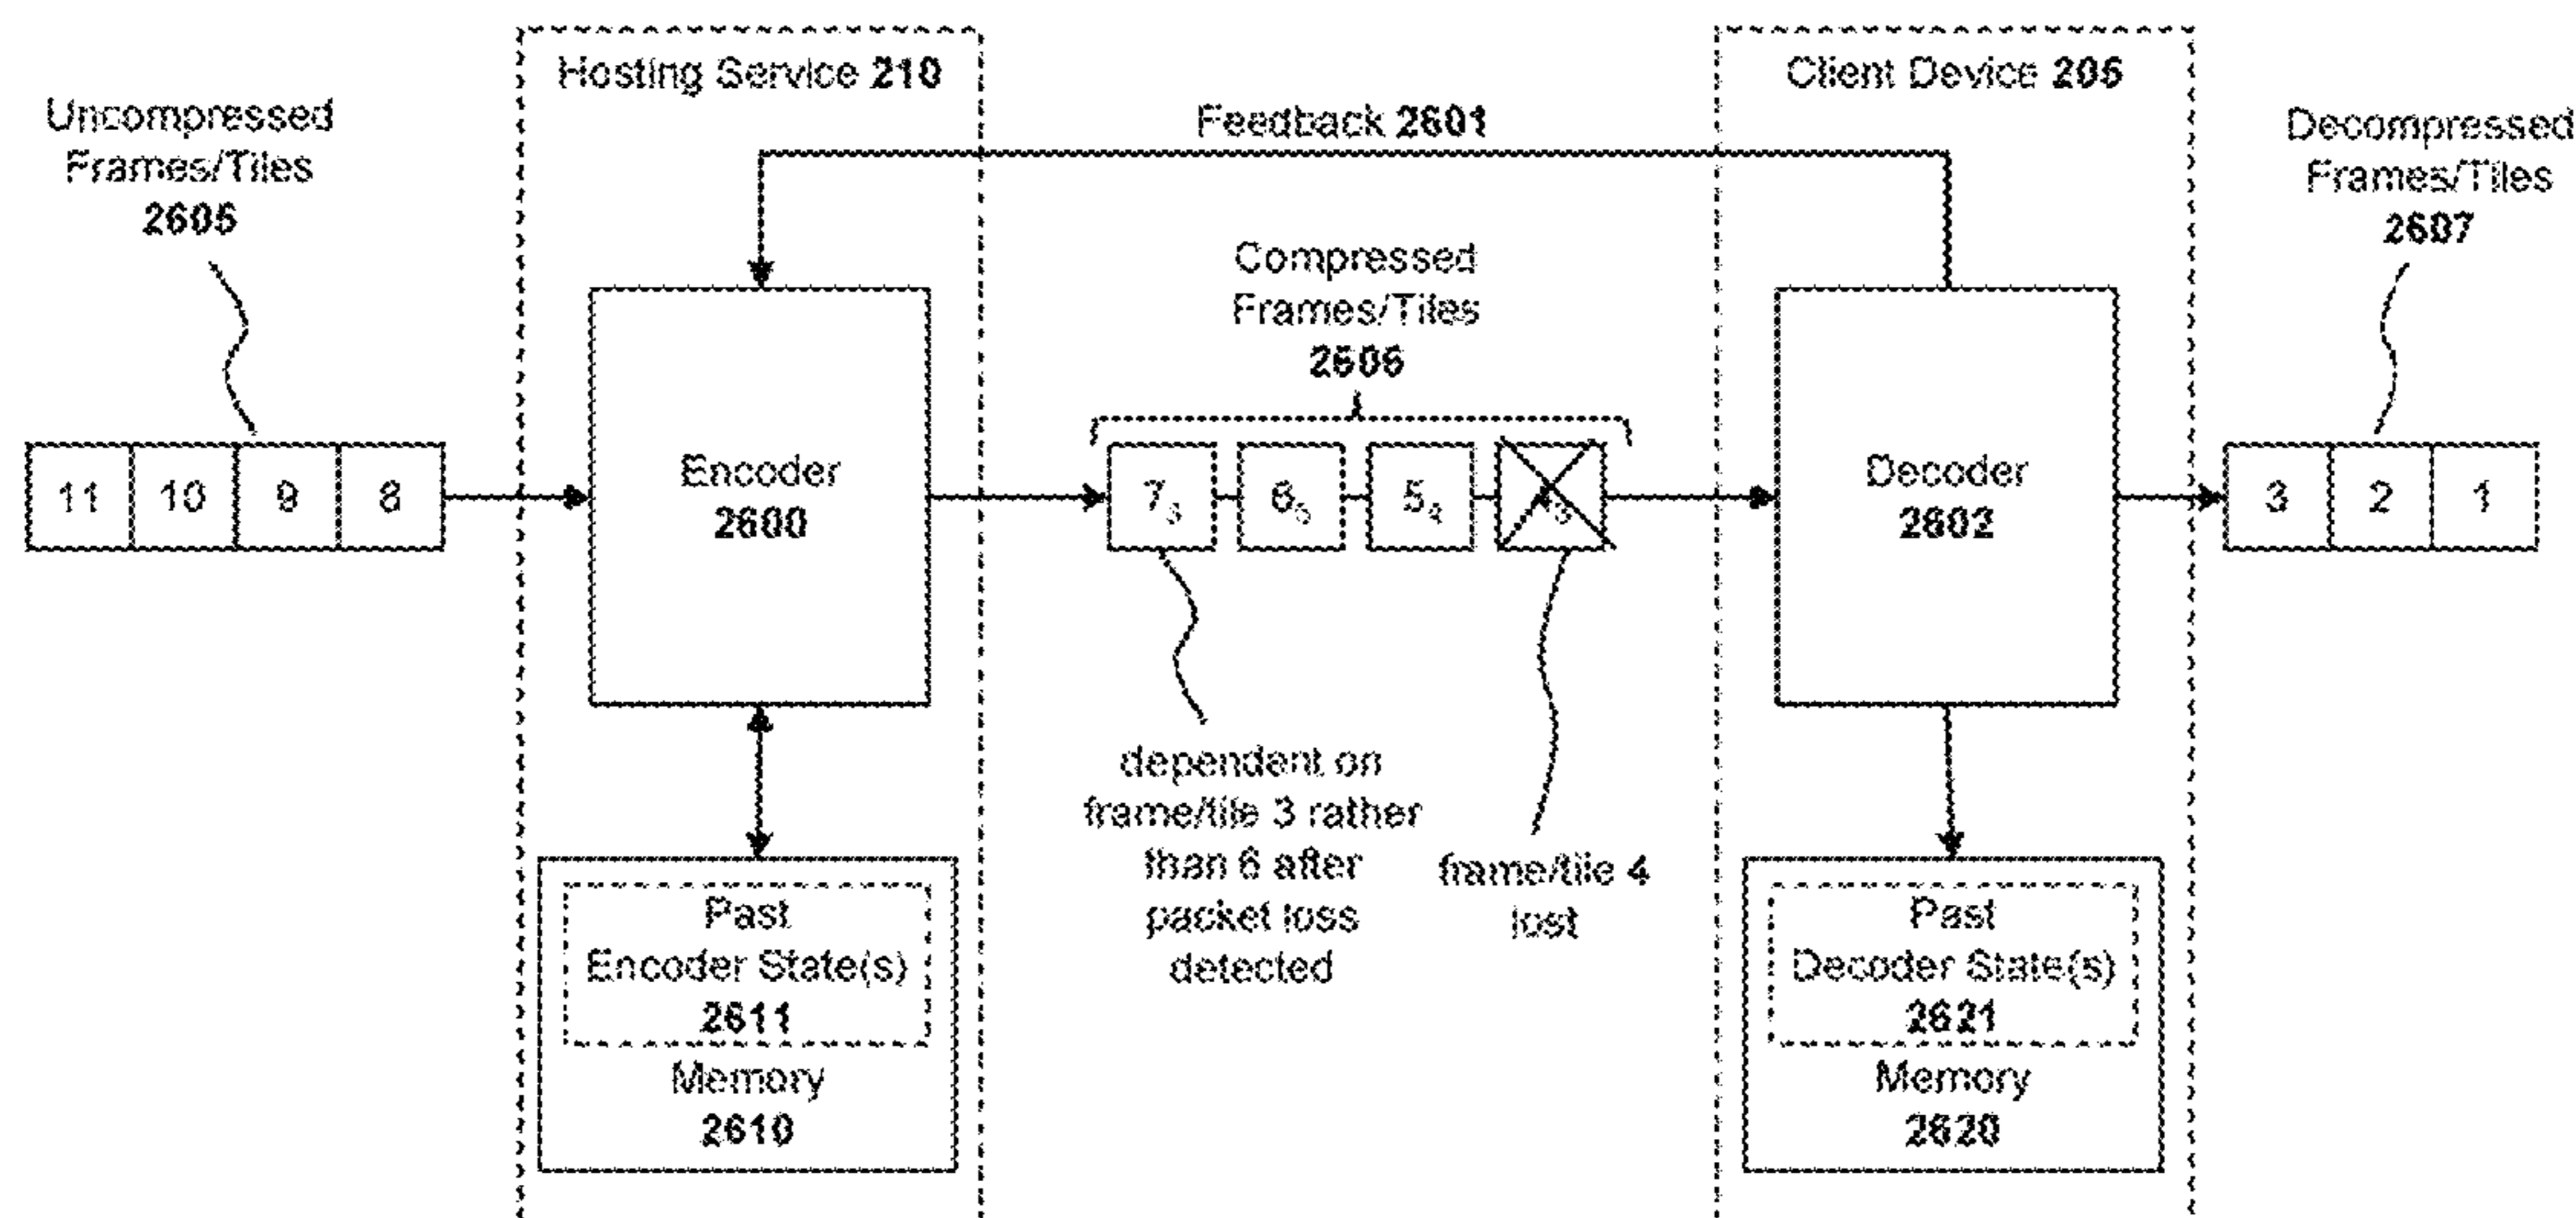 Hosting Service 210
Client Device 205
Uncompressed
Frames/Tiles
2605
Feedback 2601
Decompressed
Frames/Tiles
2607
Compressed
Frames/Tiles
2606
11 10 9 8
Encoder
2600
7₃ 6₅ 5₄
Decoder
2602
3 2 1
dependent on
frame/tile 3 rather
than 6 after
packet loss
detected
frame/tile 4
lost
Past
Encoder State(s)
2611
Memory
2610
Past
Decoder State(s)
2621
Memory
2620